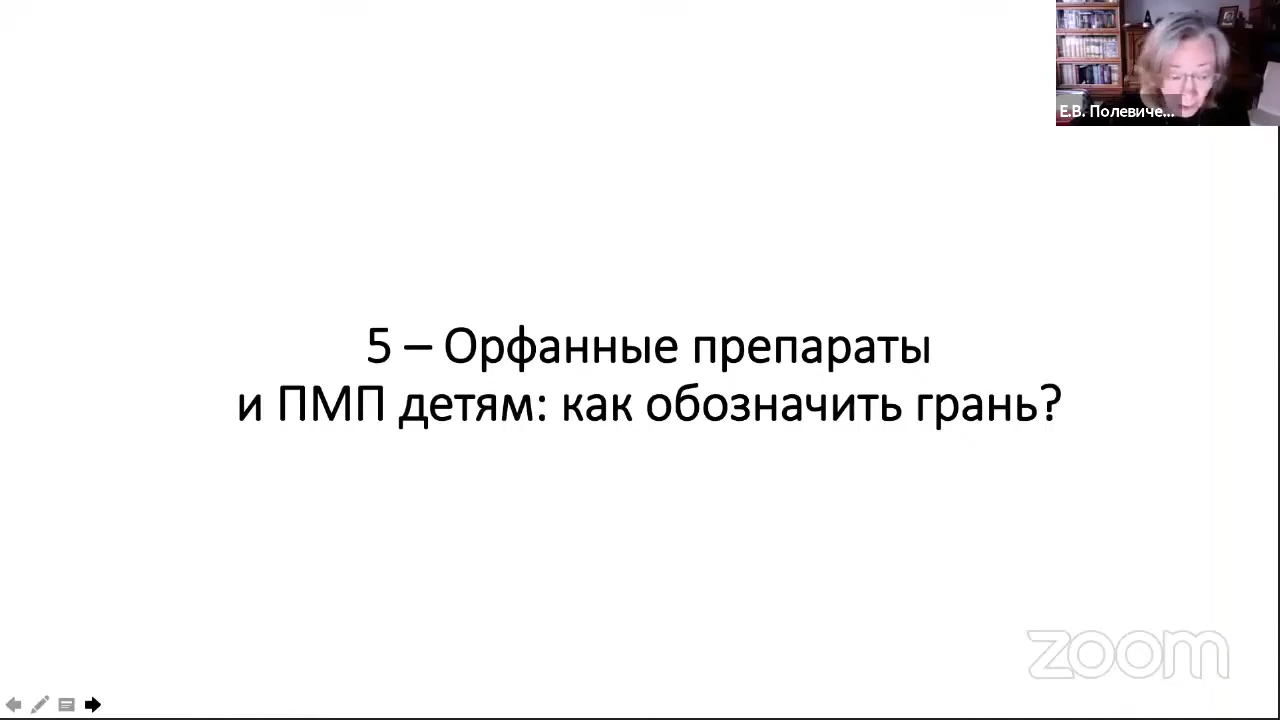 Е.В. Полевиче...
5 – Орфанные препараты
и ПМП детям: как обозначить грань?
zoom